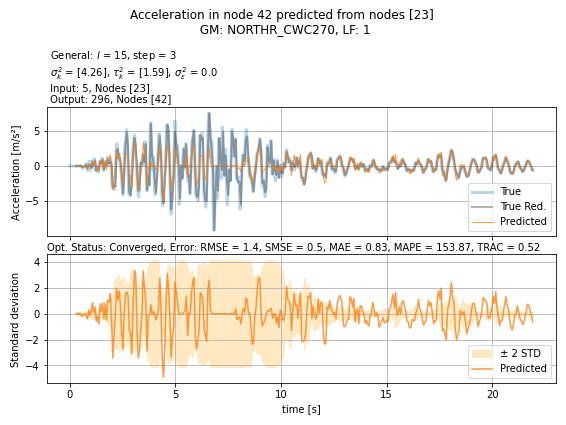 Acceleration in node 42 predicted from nodes [23]
GM: NORTHR_CWC270, LF: 1
General: l = 15, step = 3
σ²ₖ = [4.26], τ²ₖ = [1.59], σ²ε = 0.0
Input: 5, Nodes [23]
Output: 296, Nodes [42]
Acceleration [m/s²]
5
0
−5
True
True Red.
Predicted
Opt. Status: Converged, Error: RMSE = 1.4, SMSE = 0.5, MAE = 0.83, MAPE = 153.87, TRAC = 0.52
Standard deviation
4
2
0
−2
−4
± 2 STD
Predicted
0 5 10 15 20
time [s]